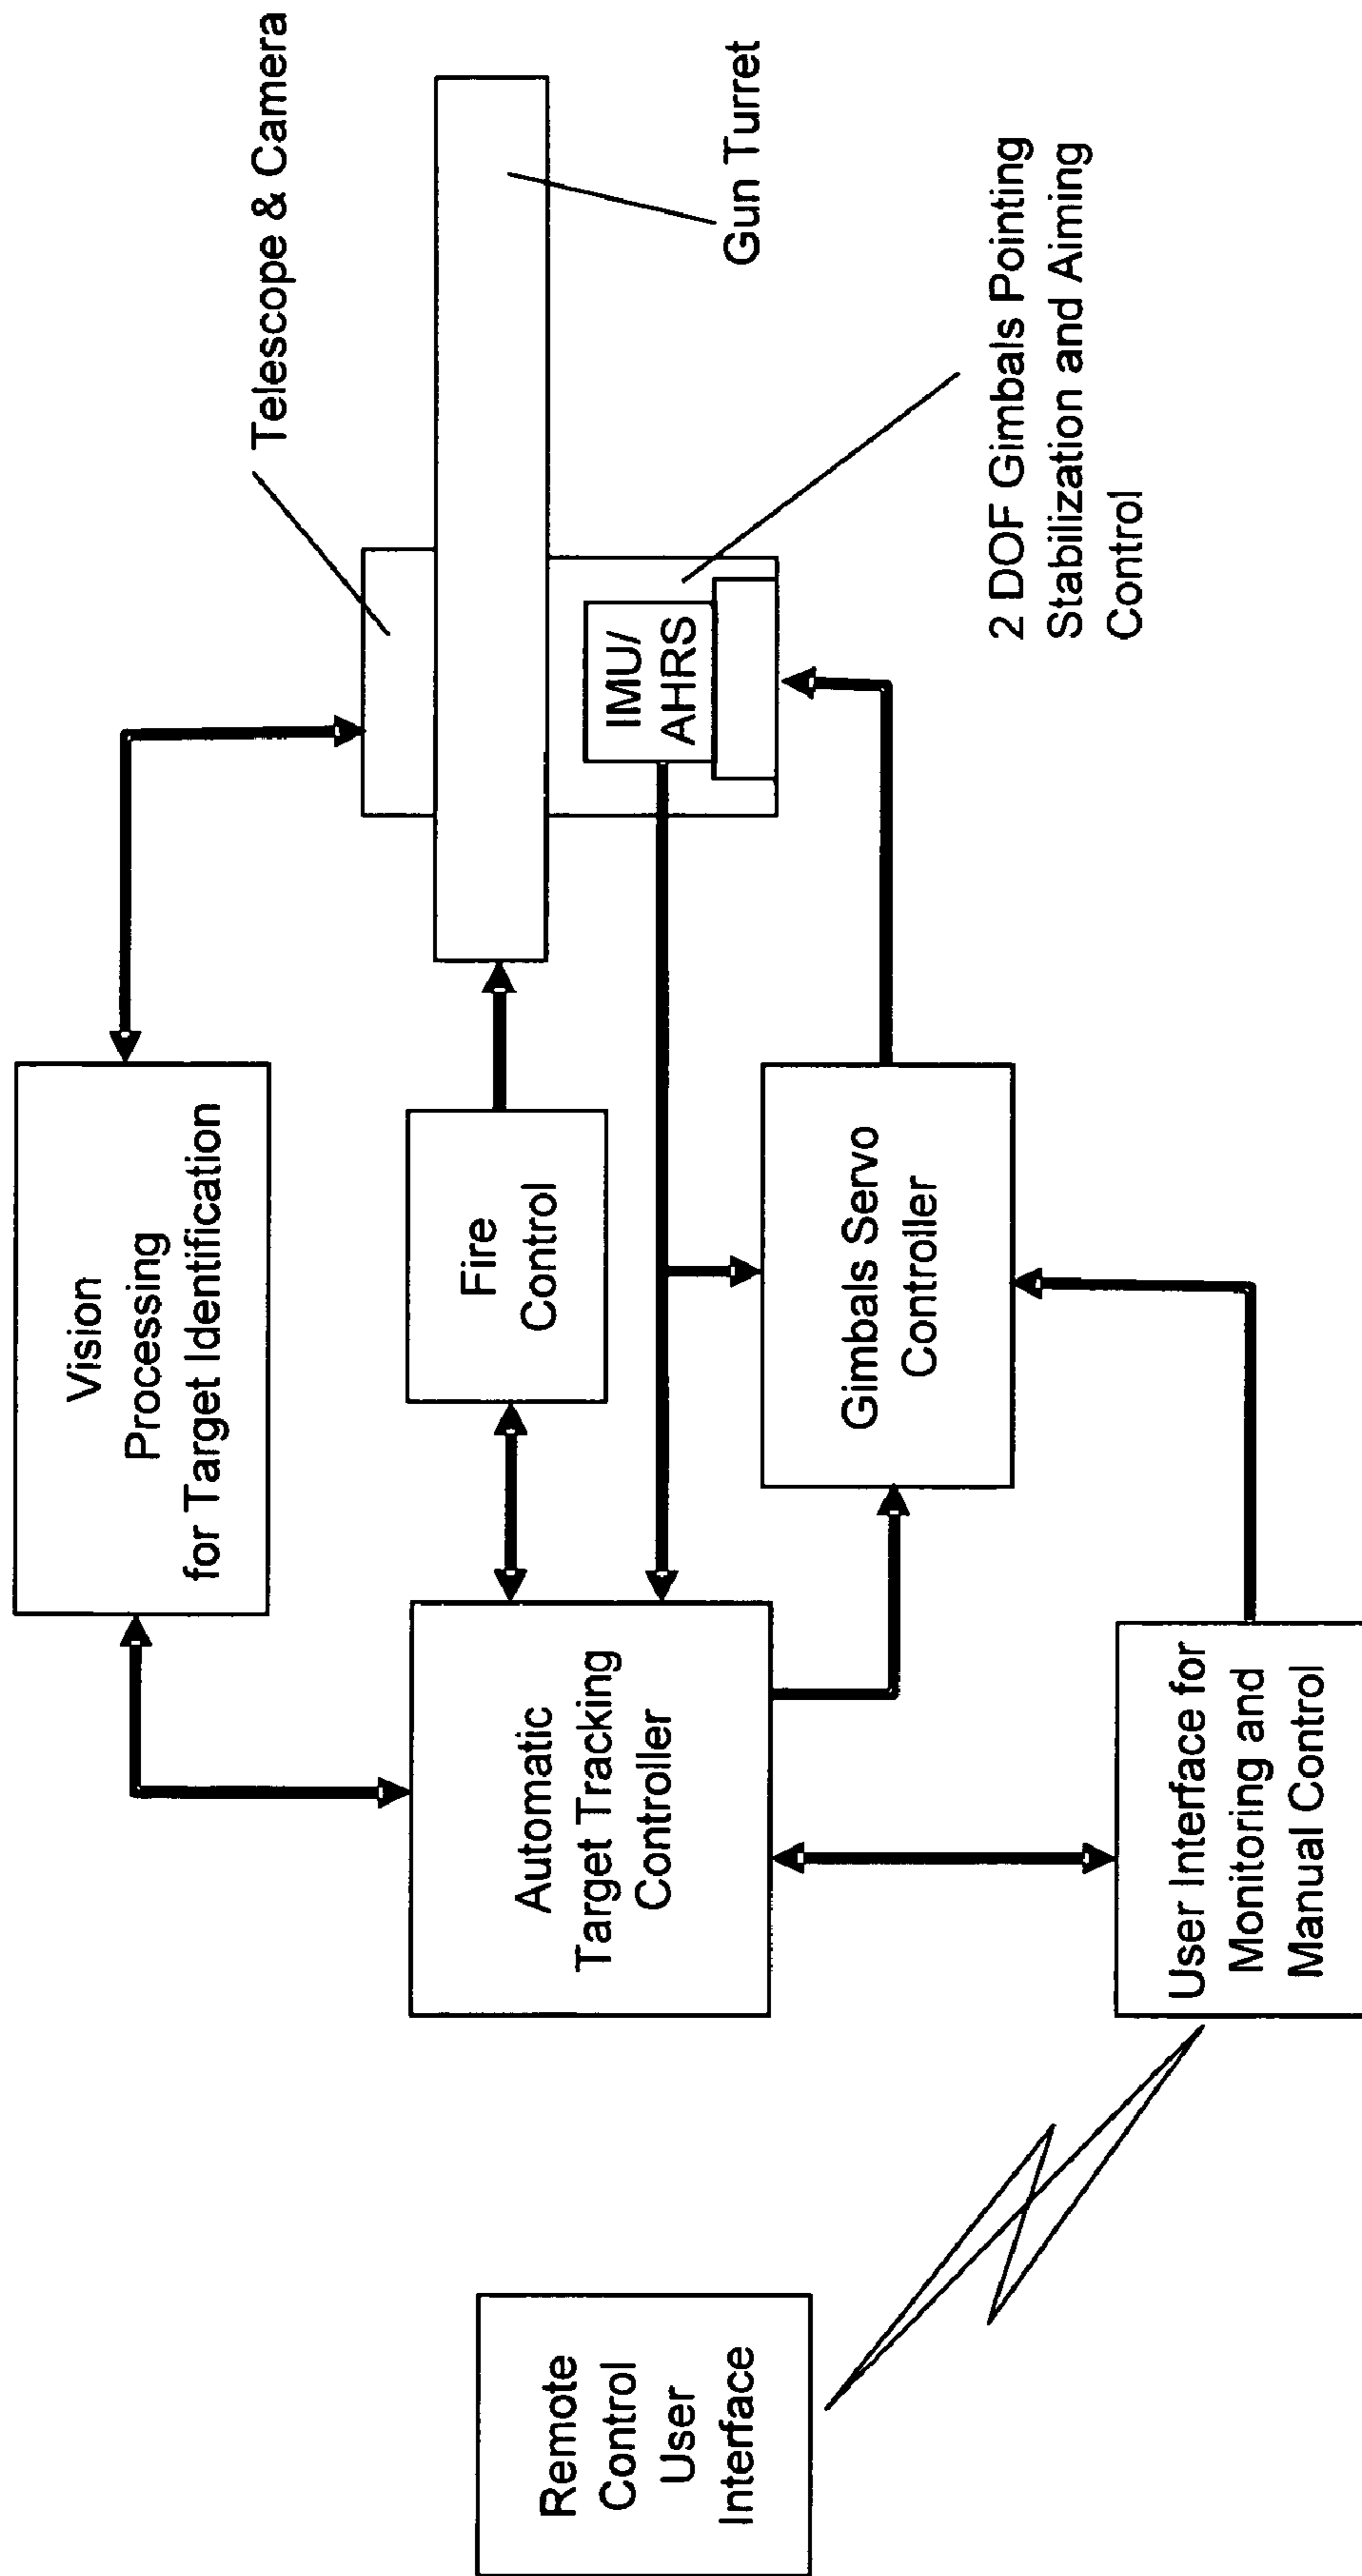 Remote
Control
User
Interface
Automatic
Target Tracking
Controller
User Interface for
Monitoring and
Manual Control
Vision
Processing
for Target Identification
Fire
Control
Gimbals Servo
Controller
Telescope & Camera
IMU/
AHRS
Gun Turret
2 DOF Gimbals Pointing
Stabilization and Aiming
Control